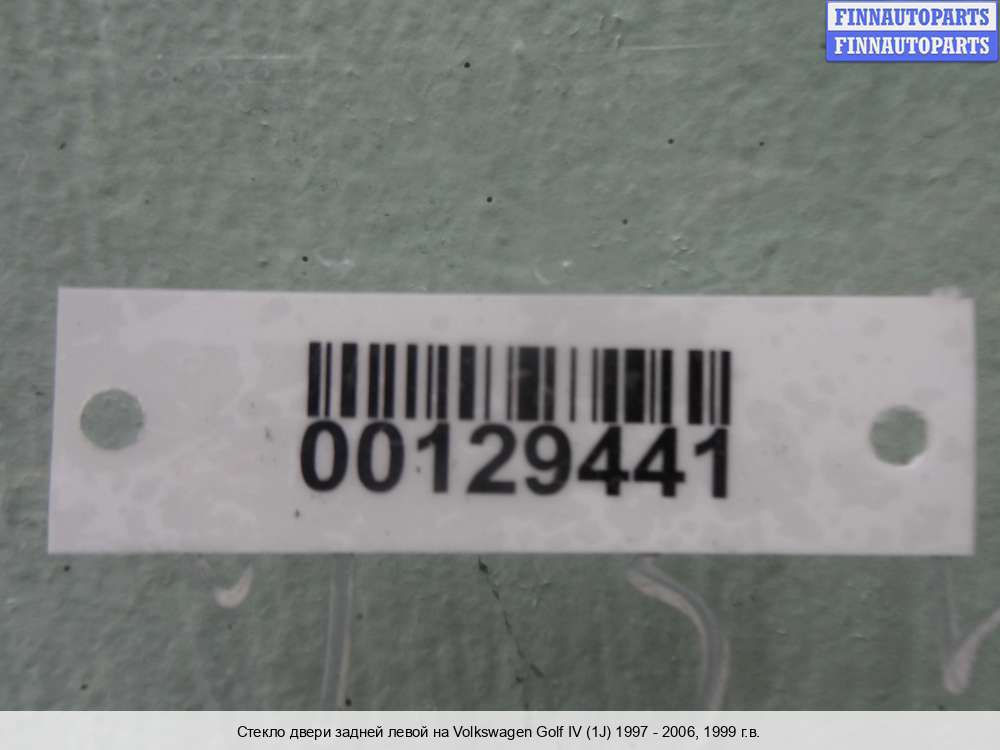 FINNAUTOPARTS
FINNAUTOPARTS
00129441
Стекло двери задней левой на Volkswagen Golf IV (1J) 1997 - 2006, 1999 г.в.